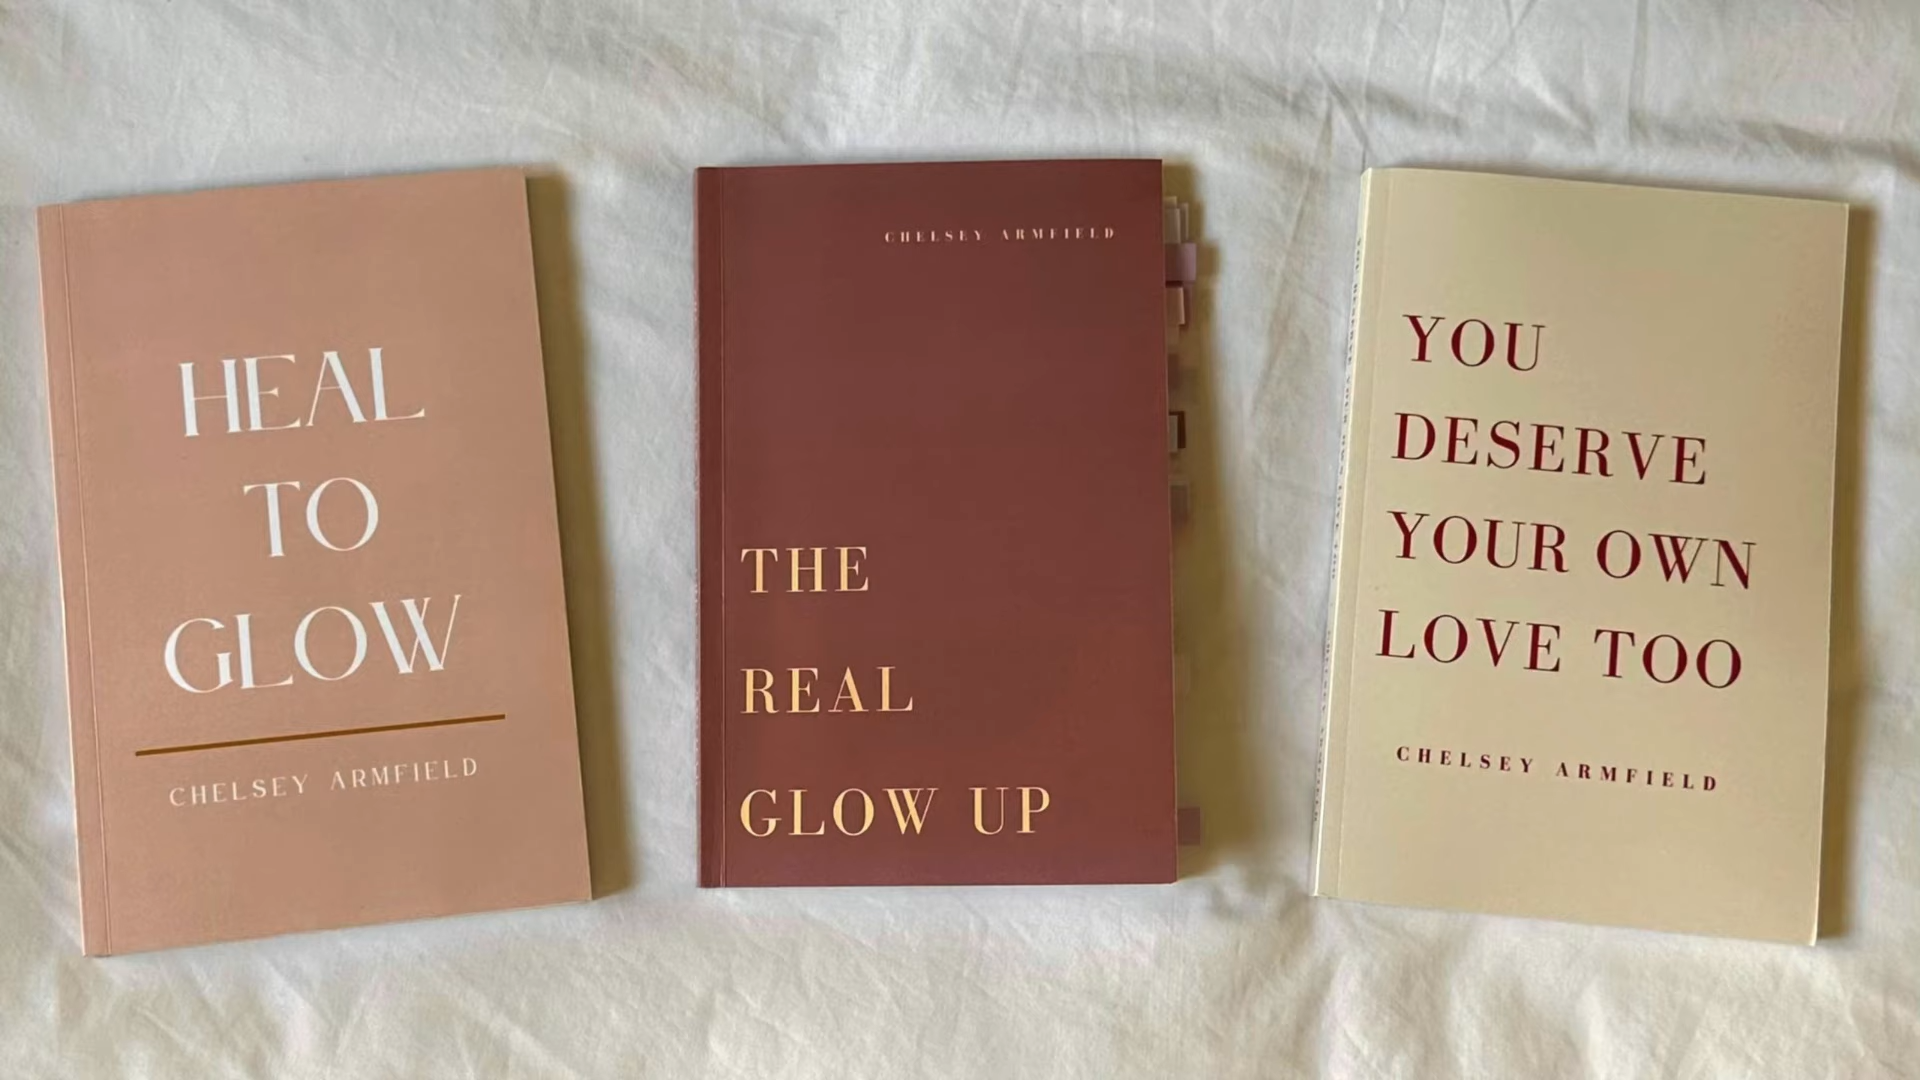 HEAL
TO
GLOW
CHELSEY ARMFIELD
CHELSEY ARMFIELD
THE
REAL
GLOW UP
YOU
DESERVE
YOUR OWN
LOVE TOO
CHELSEY ARMFIELD